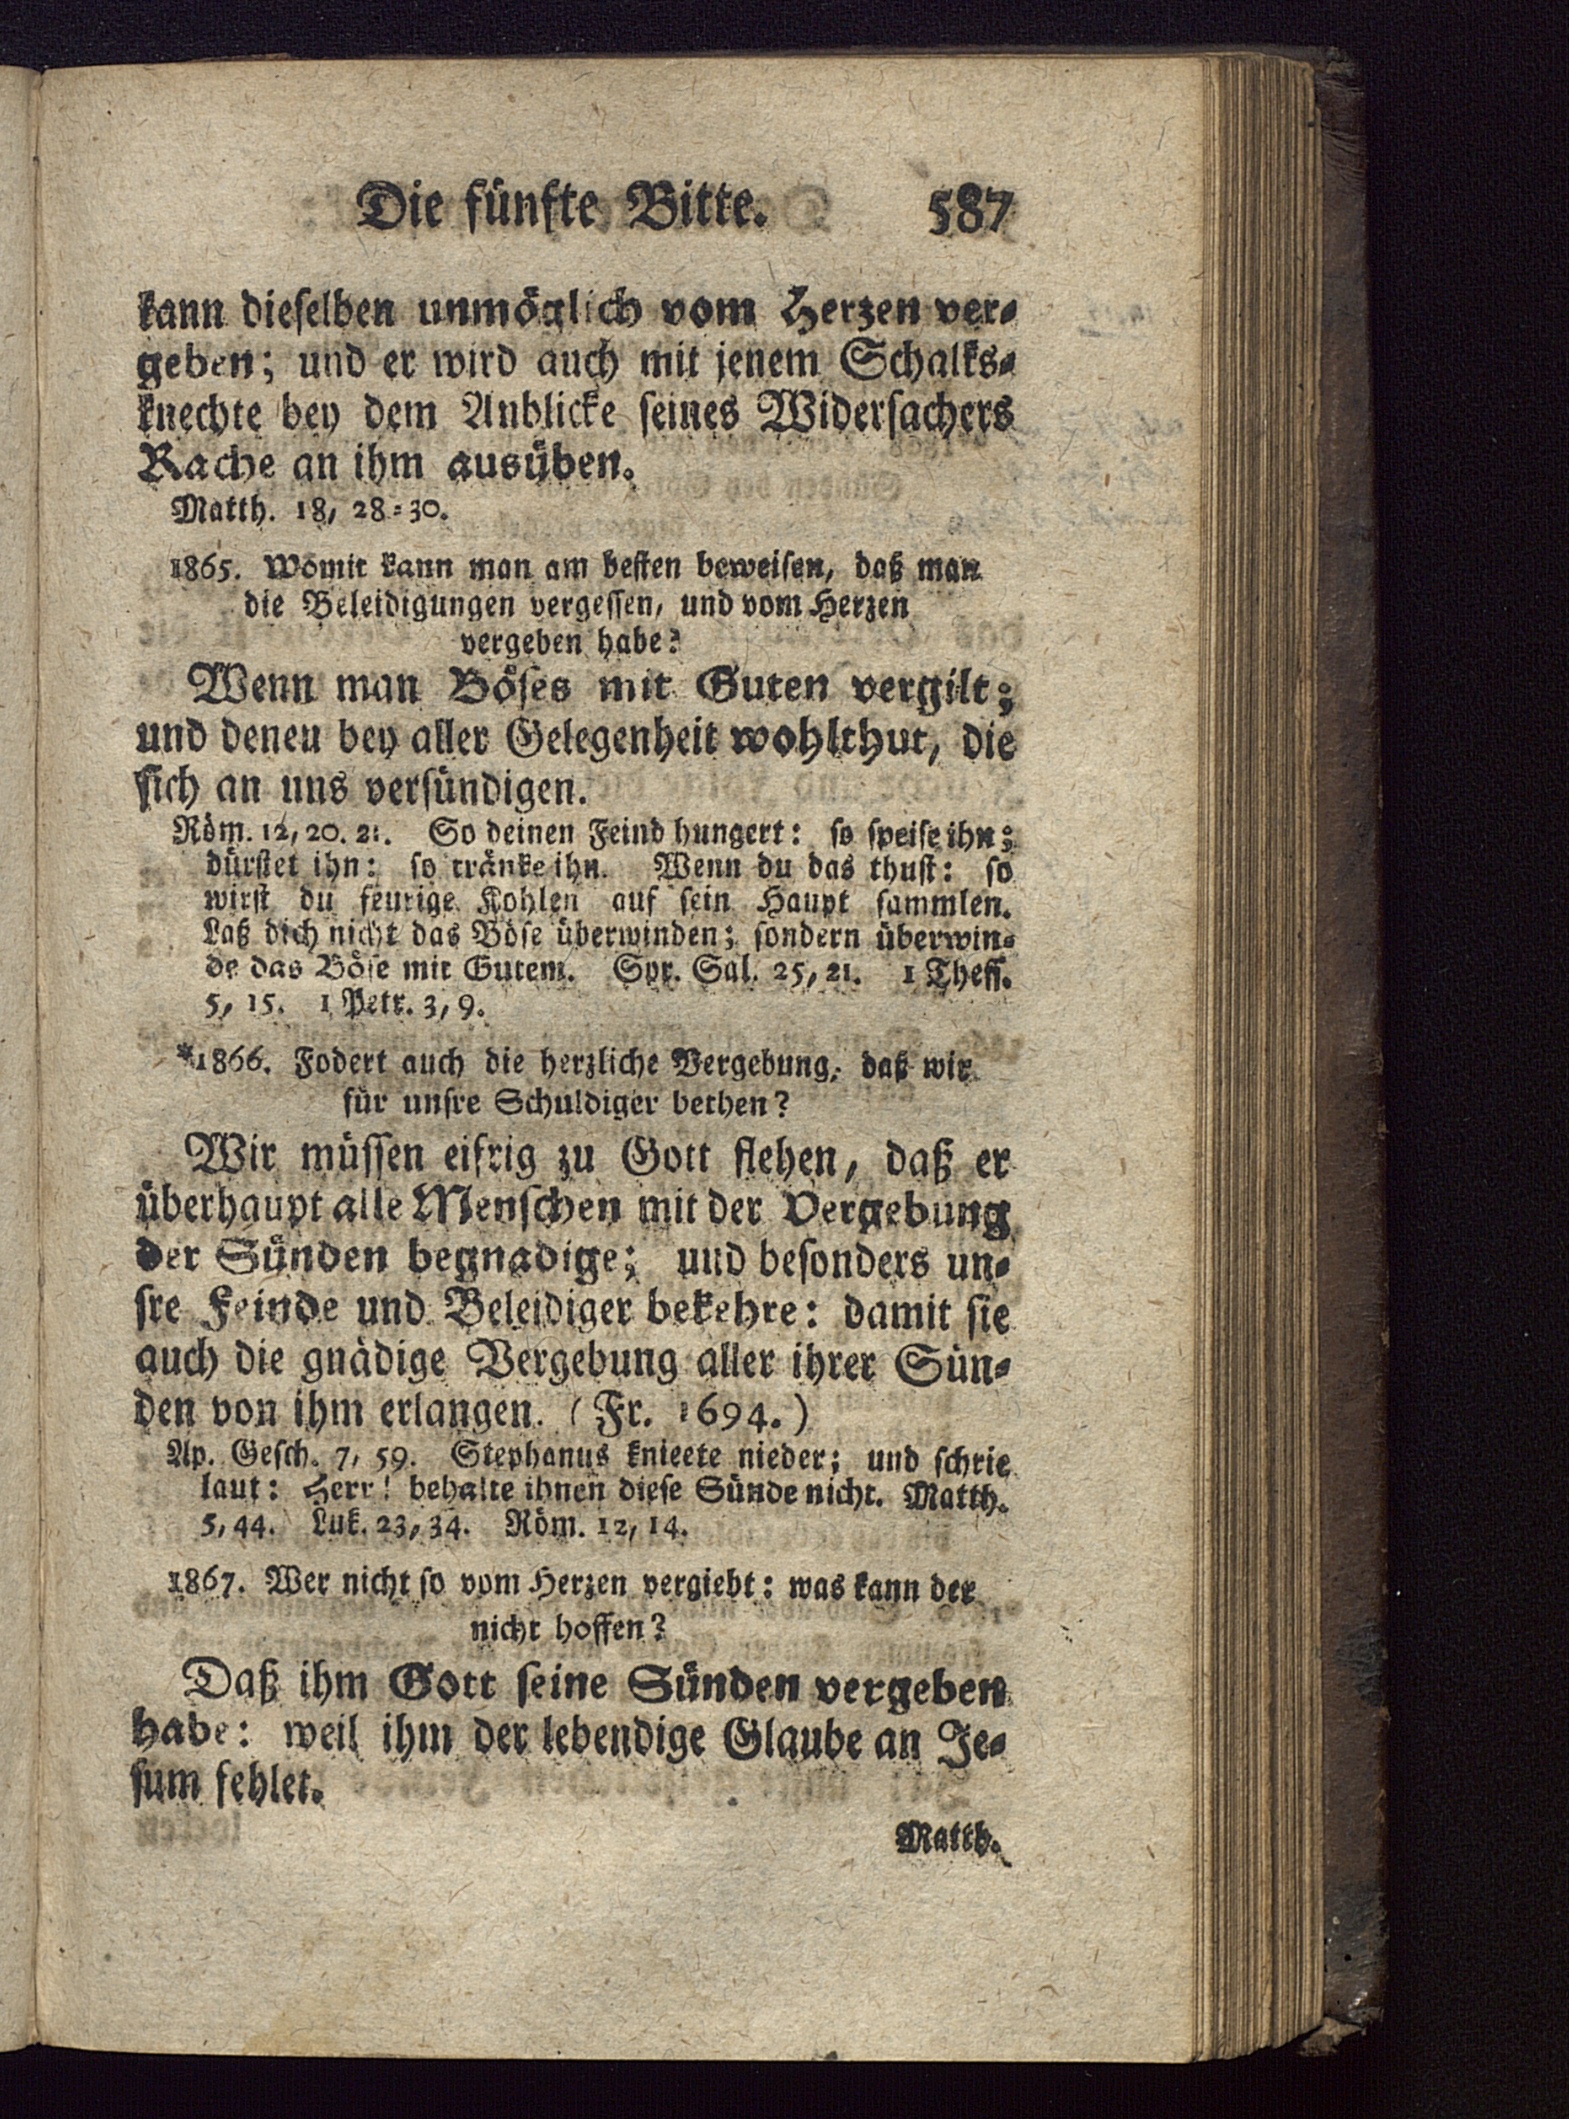 Die fünfte Bitte. 587
kann dieselben unmöglich vom Herzen ver-
geben; und er wird auch mit jenem Schalks-
knechte bey dem Anblicke seines Widersachers
Rache an ihm ausüben.
Matth. 18, 28-30.
1865. Womit kann man am besten beweisen, daß man
die Beleidigungen vergessen, und vom Herzen
vergeben habe?
Wenn man Böses mit Guten vergilt;
und denen bey aller Gelegenheit wohlthut, die
sich an uns versündigen.
Röm. 12, 20. 21. So deinen Feind hungert: so speise ihn;
dürstet ihn: so tränke ihn. Wenn du das thust: so
wirst du feurige Kohlen auf sein Haupt sammlen.
Laß dich nicht das Böse überwinden; sondern überwin-
de das Böse mit Gutem. Spr. Sal. 25, 21. 1 Thess.
5, 15. 1 Petr. 3, 9.
*1866. Fodert auch die herzliche Vergebung, daß wir
für unsre Schuldiger bethen?
Wir müssen eifrig zu Gott flehen, daß er
überhaupt alle Menschen mit der Vergebung
der Sünden begnadige; und besonders un-
sre Feinde und Beleidiger bekehre: damit sie
auch die gnädige Vergebung aller ihrer Sün-
den von ihm erlangen. (Fr. 1694.)
Ap. Gesch. 7, 59. Stephanus knieete nieder; und schrie
laut: Herr! behalte ihnen diese Sünde nicht. Matth.
5, 44. Luk. 23, 34. Röm. 12, 14.
1867. Wer nicht so vom Herzen vergiebt: was kann der
nicht hoffen?
Daß ihm Gott seine Sünden vergeben
habe: weil ihm der lebendige Glaube an Je-
sum fehlet.
Matth.